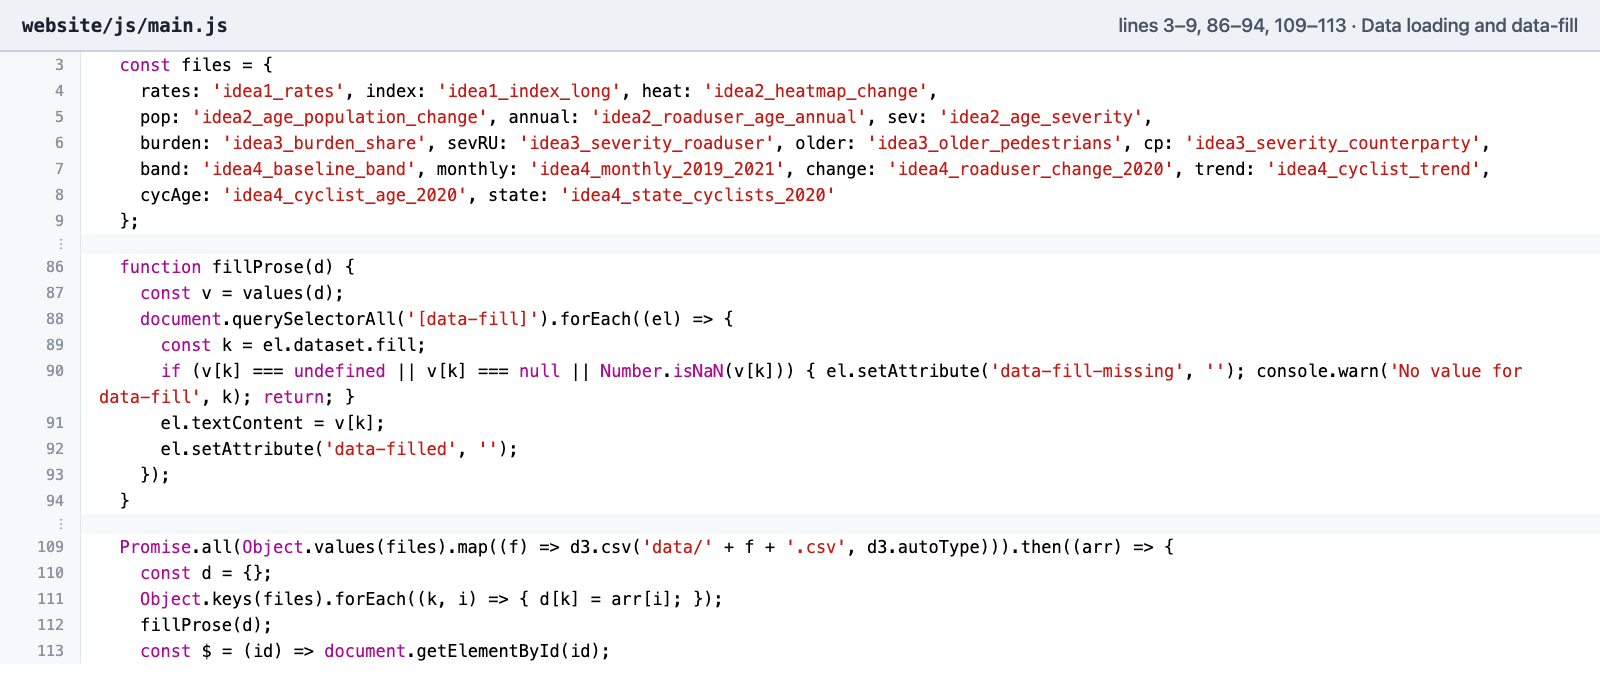 website/js/main.js
lines 3–9, 86–94, 109–113 · Data loading and data-fill
3 const files = {
4 rates: 'idea1_rates', index: 'idea1_index_long', heat: 'idea2_heatmap_change',
5 pop: 'idea2_age_population_change', annual: 'idea2_roaduser_age_annual', sev: 'idea2_age_severity',
6 burden: 'idea3_burden_share', sevRU: 'idea3_severity_roaduser', older: 'idea3_older_pedestrians', cp: 'idea3_severity_counterparty',
7 band: 'idea4_baseline_band', monthly: 'idea4_monthly_2019_2021', change: 'idea4_roaduser_change_2020', trend: 'idea4_cyclist_trend',
8 cycAge: 'idea4_cyclist_age_2020', state: 'idea4_state_cyclists_2020'
9 };
⋮
86 function fillProse(d) {
87 const v = values(d);
88 document.querySelectorAll('[data-fill]').forEach((el) => {
89 const k = el.dataset.fill;
90 if (v[k] === undefined || v[k] === null || Number.isNaN(v[k])) { el.setAttribute('data-fill-missing', ''); console.warn('No value for
data-fill', k); return; }
91 el.textContent = v[k];
92 el.setAttribute('data-filled', '');
93 });
94 }
⋮
109 Promise.all(Object.values(files).map((f) => d3.csv('data/' + f + '.csv', d3.autoType))).then((arr) => {
110 const d = {};
111 Object.keys(files).forEach((k, i) => { d[k] = arr[i]; });
112 fillProse(d);
113 const $ = (id) => document.getElementById(id);